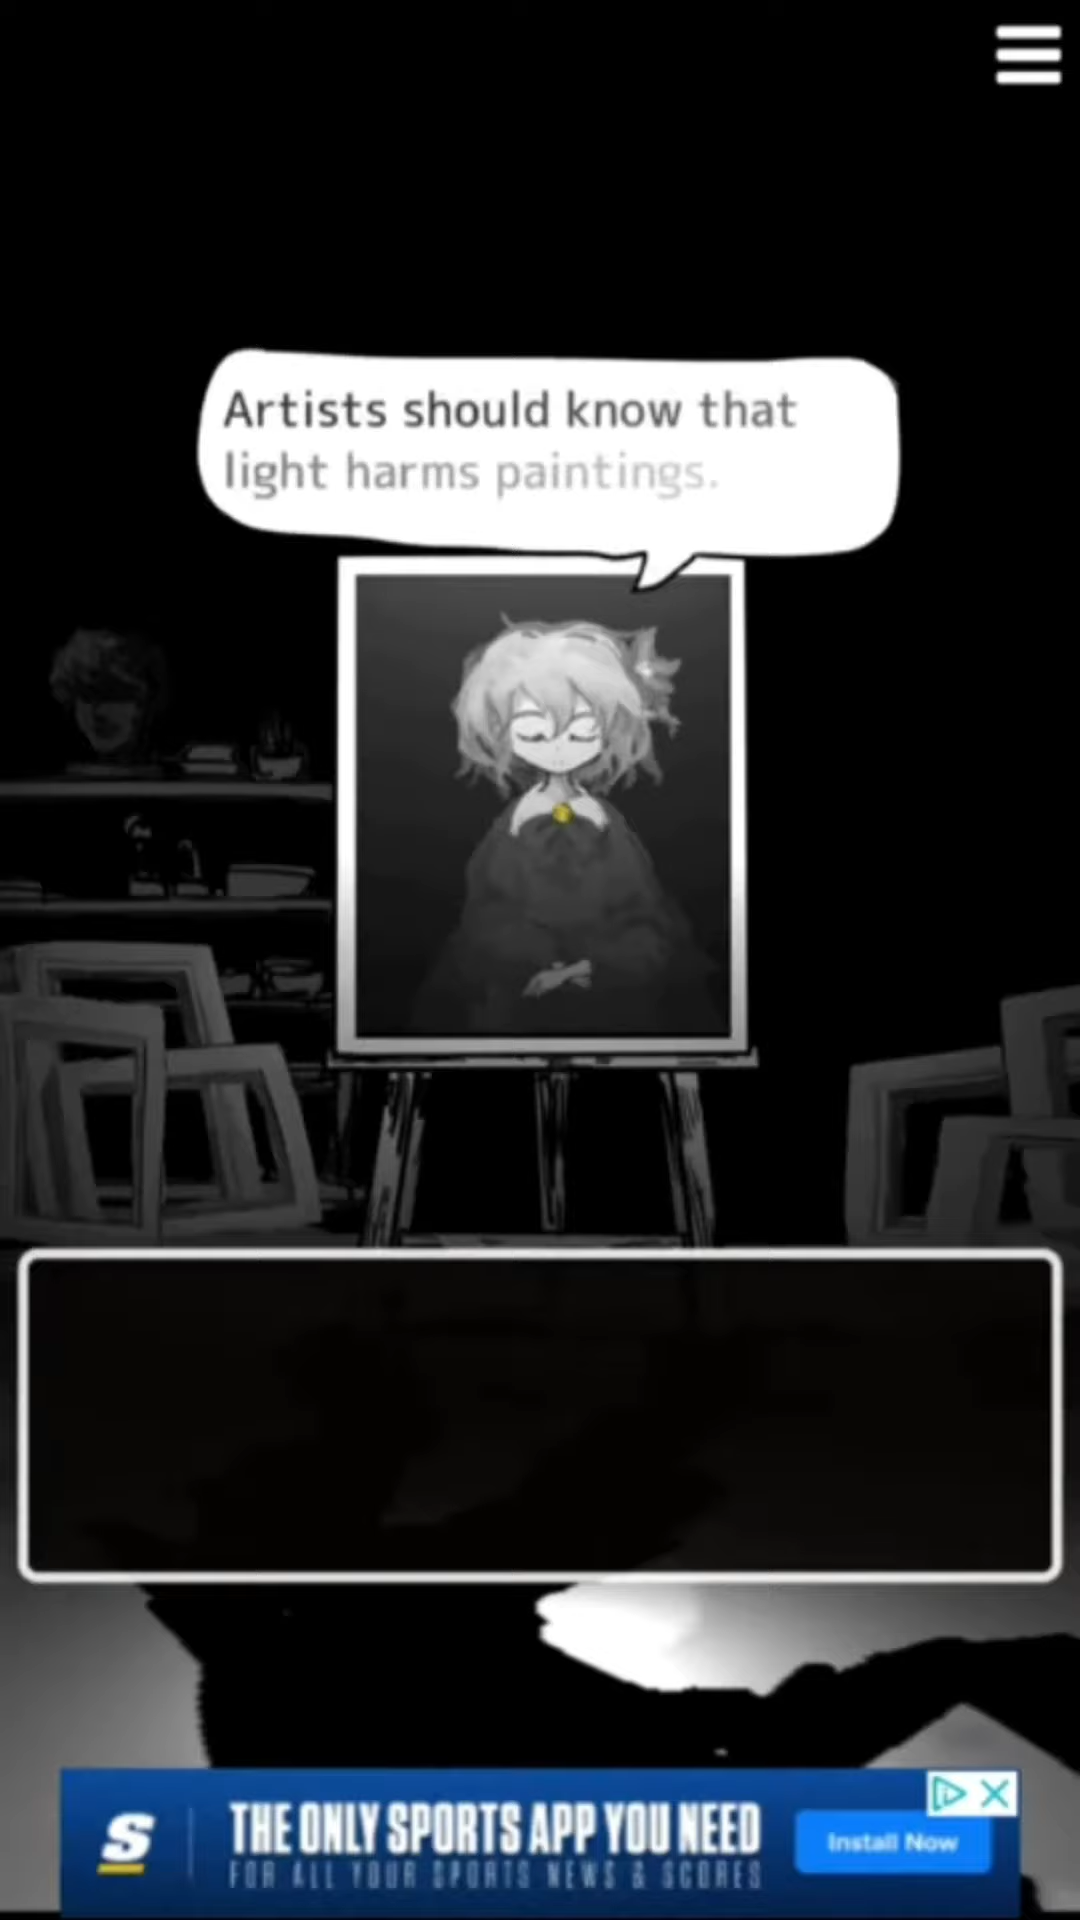 Artists should know that
light harms paintings.
S
THE ONLY SPORTS APP YOU NEED
FOR ALL YOUR SPORTS NEWS & SCORES
Install Now